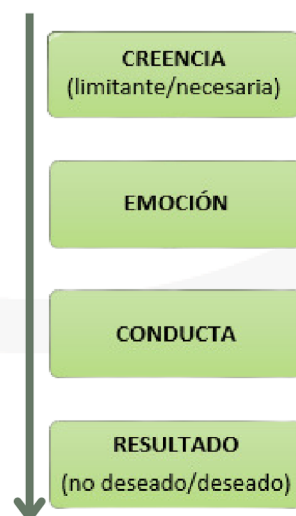 CREENCIA
(limitante/necesaria)
EMOCIÓN
CONDUCTA
RESULTADO
(no deseado/deseado)